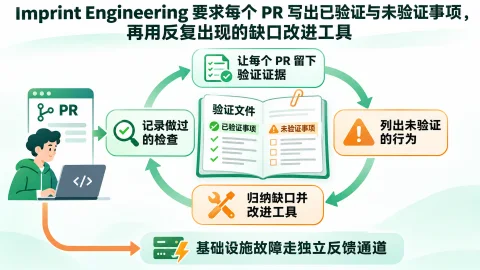 Imprint Engineering 要求每个 PR 写出已验证与未验证事项，
再用反复出现的缺口改进工具
PR
让每个 PR 留下
验证证据
记录做过
的检查
验证文件
已验证事项
未验证事项
列出未验证
的行为
归纳缺口并
改进工具
基础设施故障走独立反馈通道